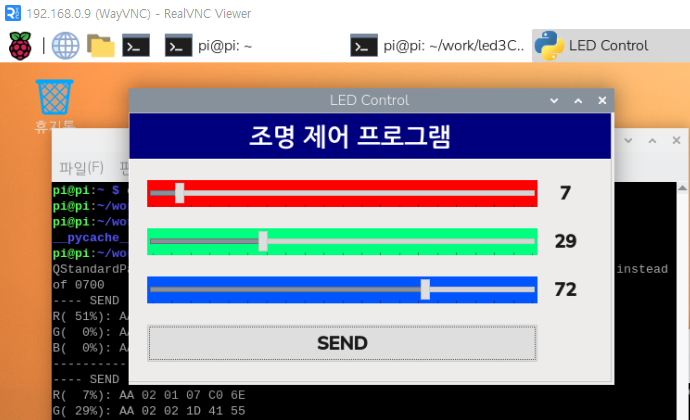 192.168.0.9 (WayVNC) - RealVNC Viewer
pi@pi: ~
pi@pi: ~/work/led3C..
LED Control
휴지통
LED Control
조명 제어 프로그램
파일(F)
7
29
72
SEND
pi@pi:~ $
pi@pi:~/wo
pi@pi:~/wo
__pycache_
pi@pi:~/wo
QStandardPa
instead
of 0700
---- SEND
R( 51%): AA
G( 0%): AA
B( 0%): AA
----------
---- SEND
R( 7%): AA 02 01 07 C0 6E
G( 29%): AA 02 02 1D 41 55